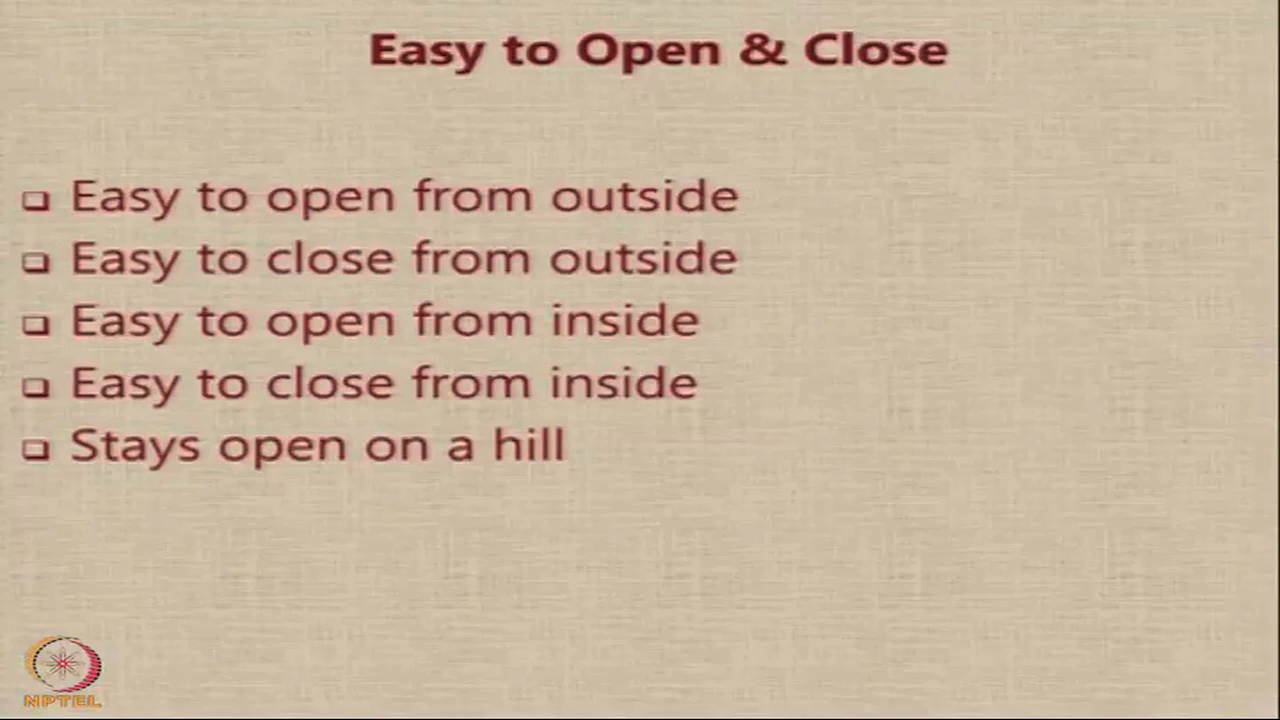 Easy to Open & Close
Easy to open from outside
Easy to close from outside
Easy to open from inside
Easy to close from inside
Stays open on a hill
NPTEL